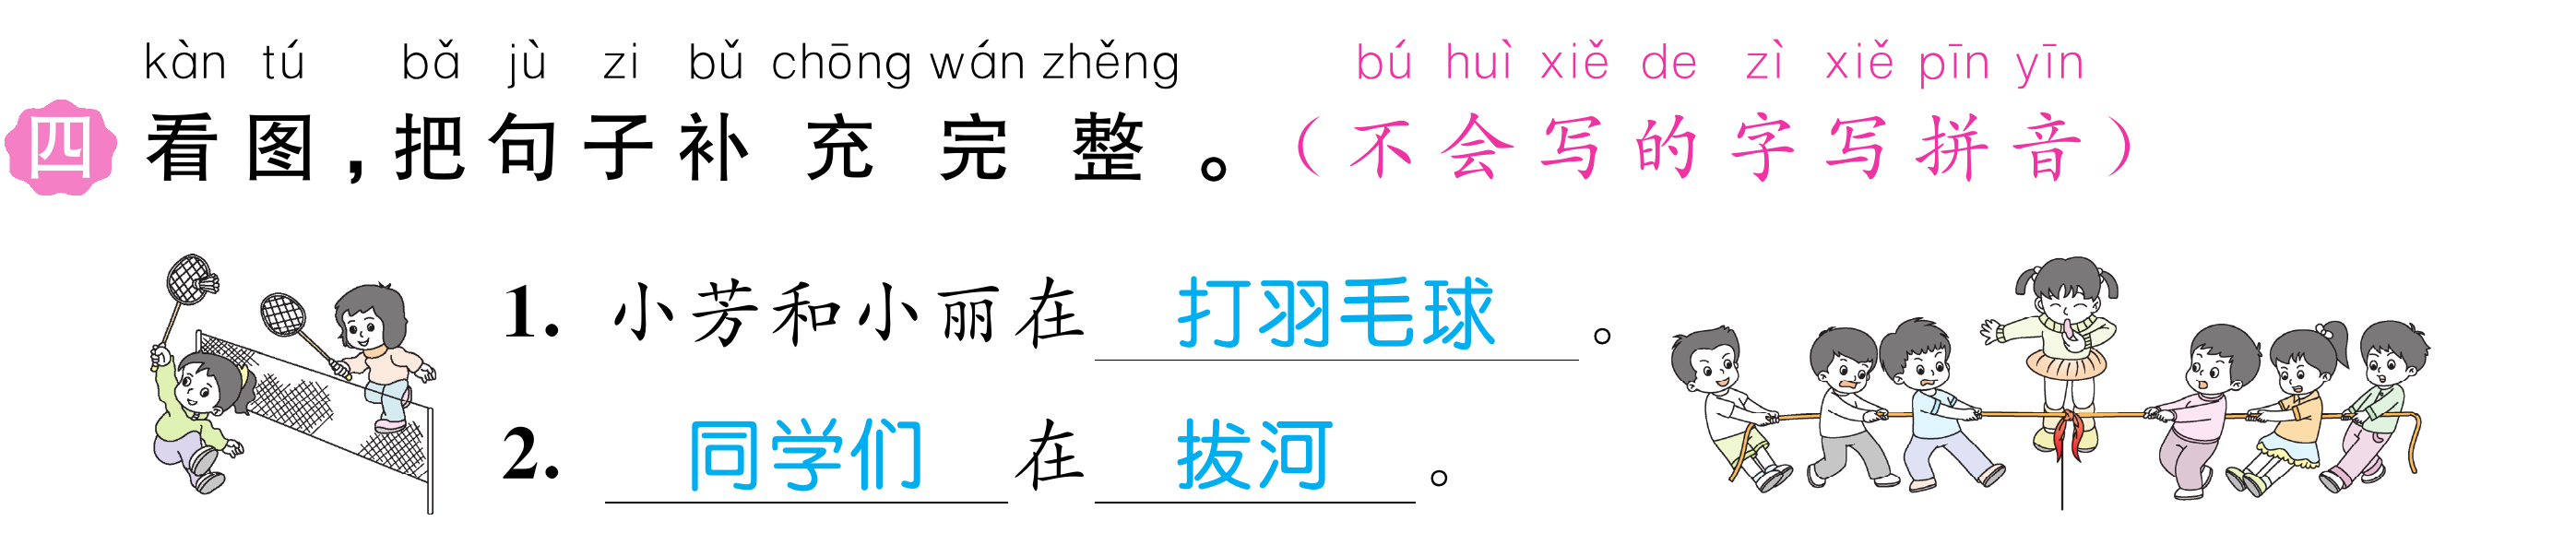 kàn tú bǎ jù zi bǔ chōng wán zhěng bú huì xiě de zì xiě pīn yīn
四 看图，把句子补充完整。（不会写的字写拼音）
1. 小芳和小丽在 打羽毛球 。
2. 同学们 在 拔河 。